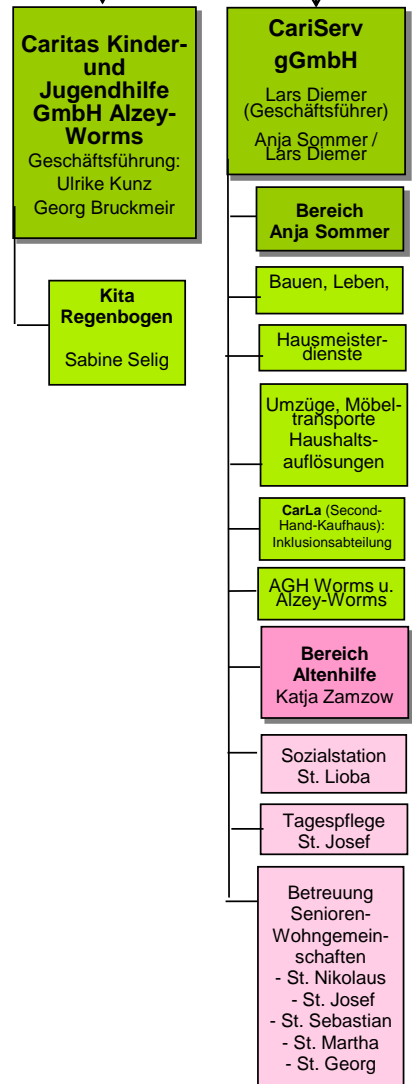 Caritas Kinder-
und
Jugendhilfe
GmbH Alzey-
Worms
Geschäftsführung:
Ulrike Kunz
Georg Bruckmeir
Kita
Regenbogen
Sabine Selig
CariServ
gGmbH
Lars Diemer
(Geschäftsführer)
Anja Sommer /
Lars Diemer
Bereich
Anja Sommer
Bauen, Leben,
Hausmeister-
dienste
Umzüge, Möbel-
transporte
Haushalts-
auflösungen
CarLa (Second-
Hand-Kaufhaus):
Inklusionsabteilung
AGH Worms u.
Alzey-Worms
Bereich
Altenhilfe
Katja Zamzow
Sozialstation
St. Lioba
Tagespflege
St. Josef
Betreuung
Senioren-
Wohngemein-
schaften
- St. Nikolaus
- St. Josef
- St. Sebastian
- St. Martha
- St. Georg